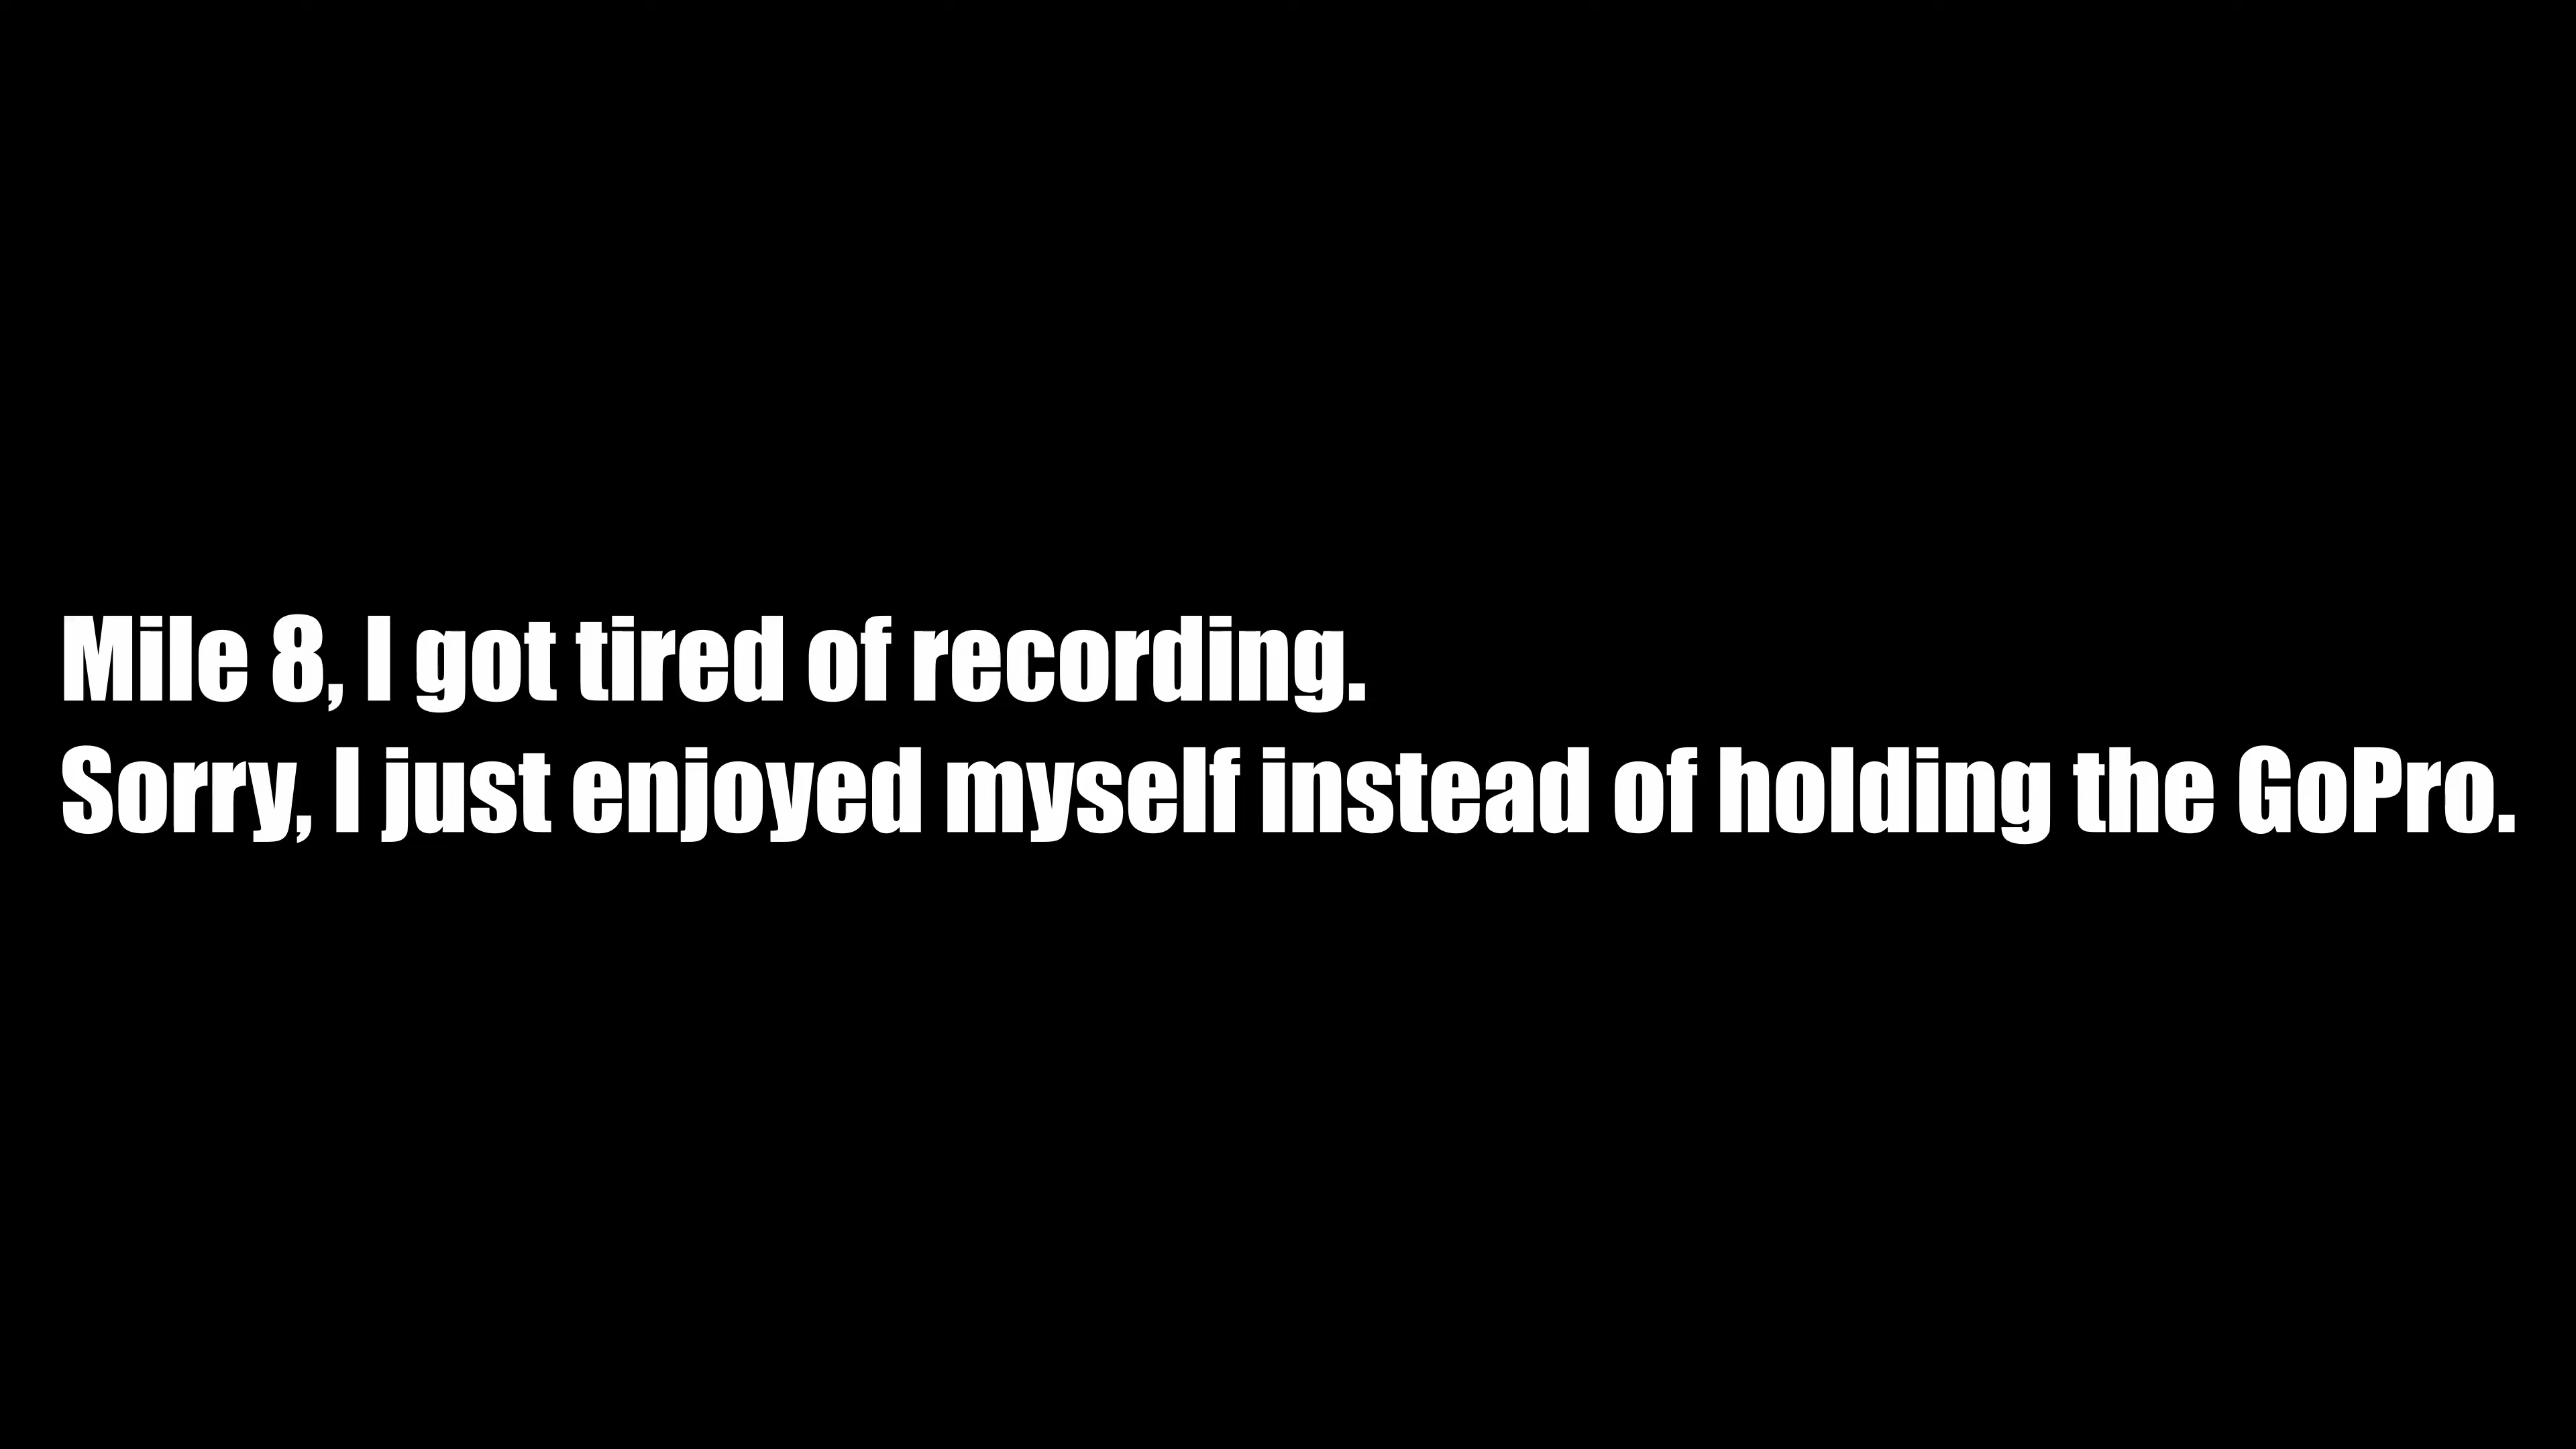 Mile 8, I got tired of recording.
Sorry, I just enjoyed myself instead of holding the GoPro.